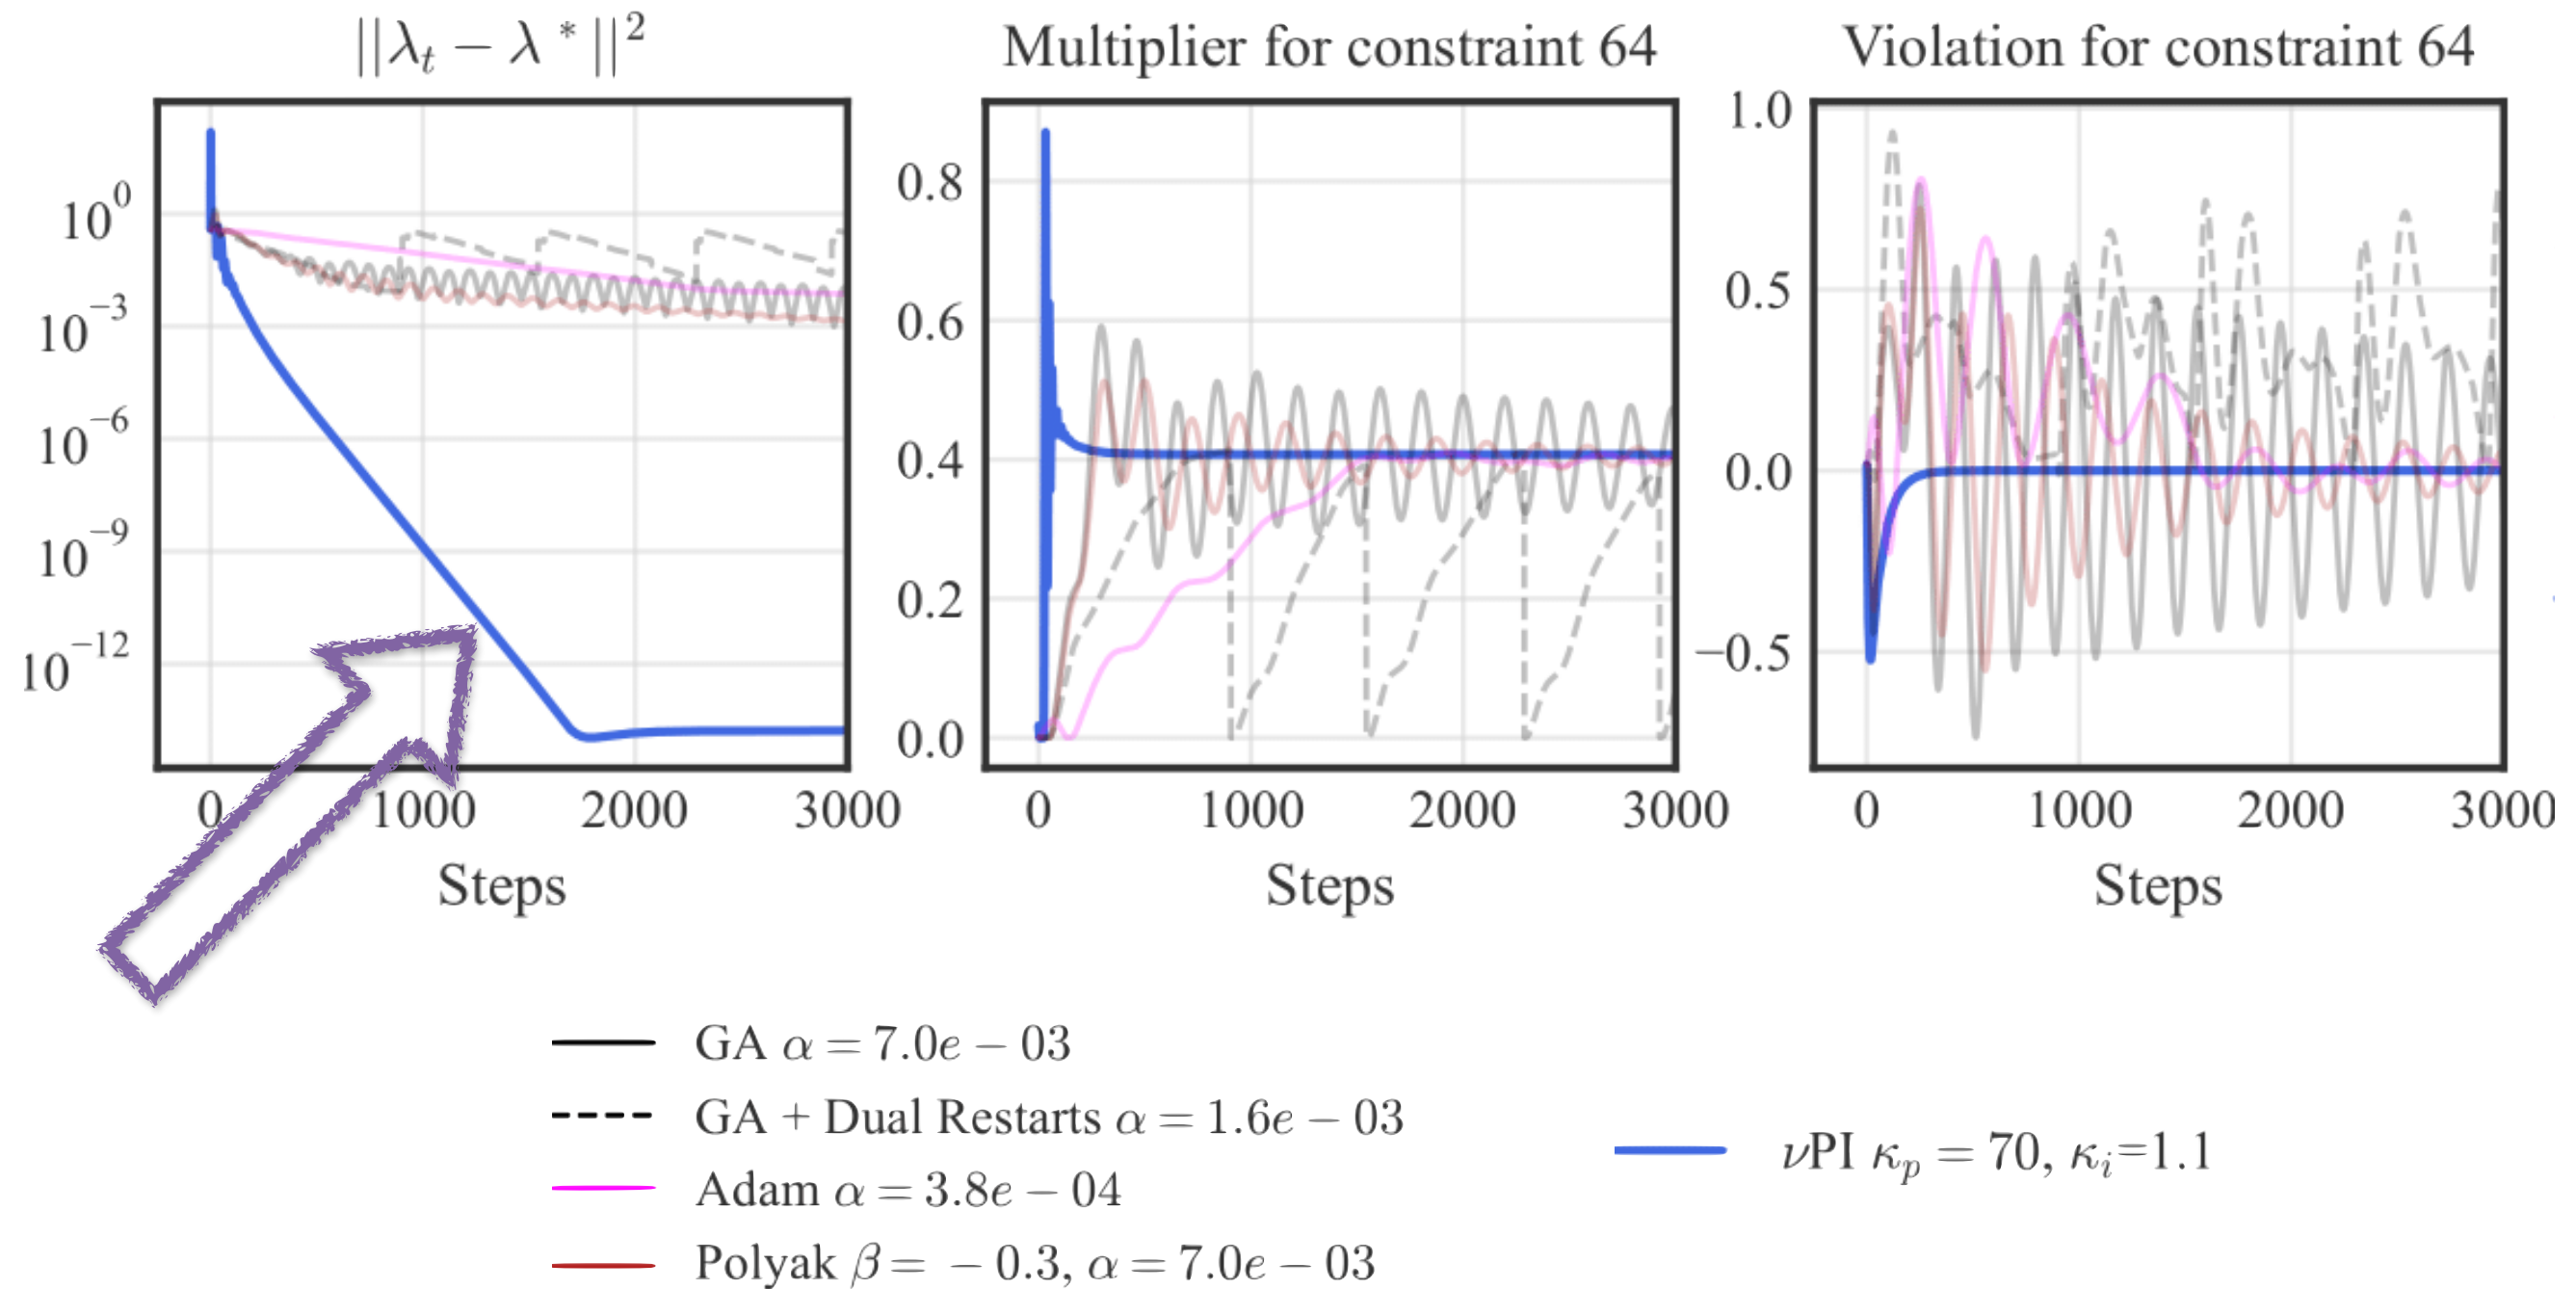 ||λ_t − λ*||²
10⁰
10⁻³
10⁻⁶
10⁻⁹
10⁻¹²
0 1000 2000 3000
Steps
Multiplier for constraint 64
0.8
0.6
0.4
0.2
0.0
0 1000 2000 3000
Steps
Violation for constraint 64
1.0
0.5
0.0
−0.5
0 1000 2000 3000
Steps
GA α = 7.0e − 03
GA + Dual Restarts α = 1.6e − 03
Adam α = 3.8e − 04
Polyak β = − 0.3, α = 7.0e − 03
νPI κ_p = 70, κ_i=1.1